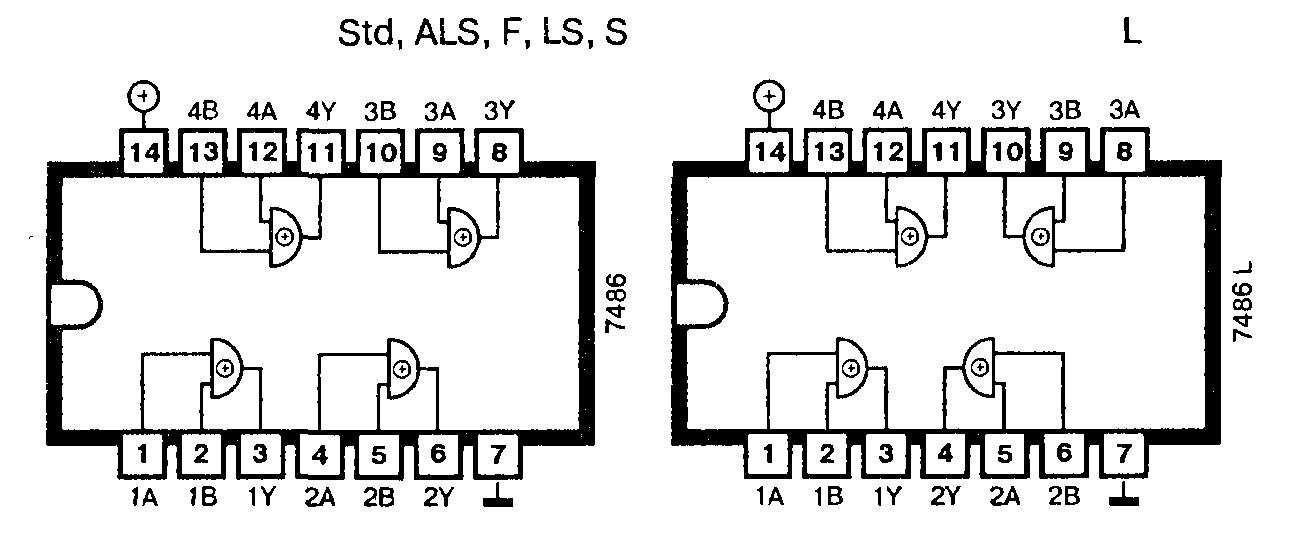 Std, ALS, F, LS, S
L
+ 4B 4A 4Y 3B 3A 3Y
14 13 12 11 10 9 8
7486
1 2 3 4 5 6 7
1A 1B 1Y 2A 2B 2Y
+ 4B 4A 4Y 3Y 3B 3A
14 13 12 11 10 9 8
7486 L
1 2 3 4 5 6 7
1A 1B 1Y 2Y 2A 2B